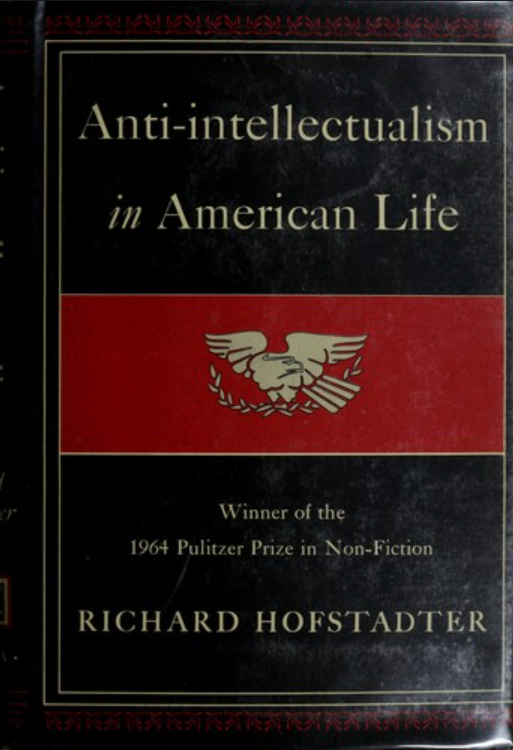 Anti-intellectualism
in American Life
Winner of the
1964 Pulitzer Prize in Non-Fiction
RICHARD HOFSTADTER